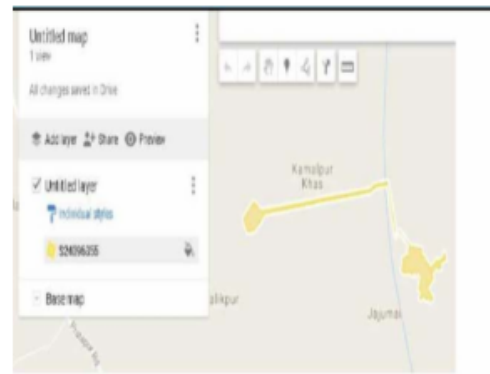 Untitled map
1 view
All changes saved in Drive
Add layer Share Preview
Untitled layer
Individual styles
Base map
Kamalpur
Khas
alikpur
Jajumai